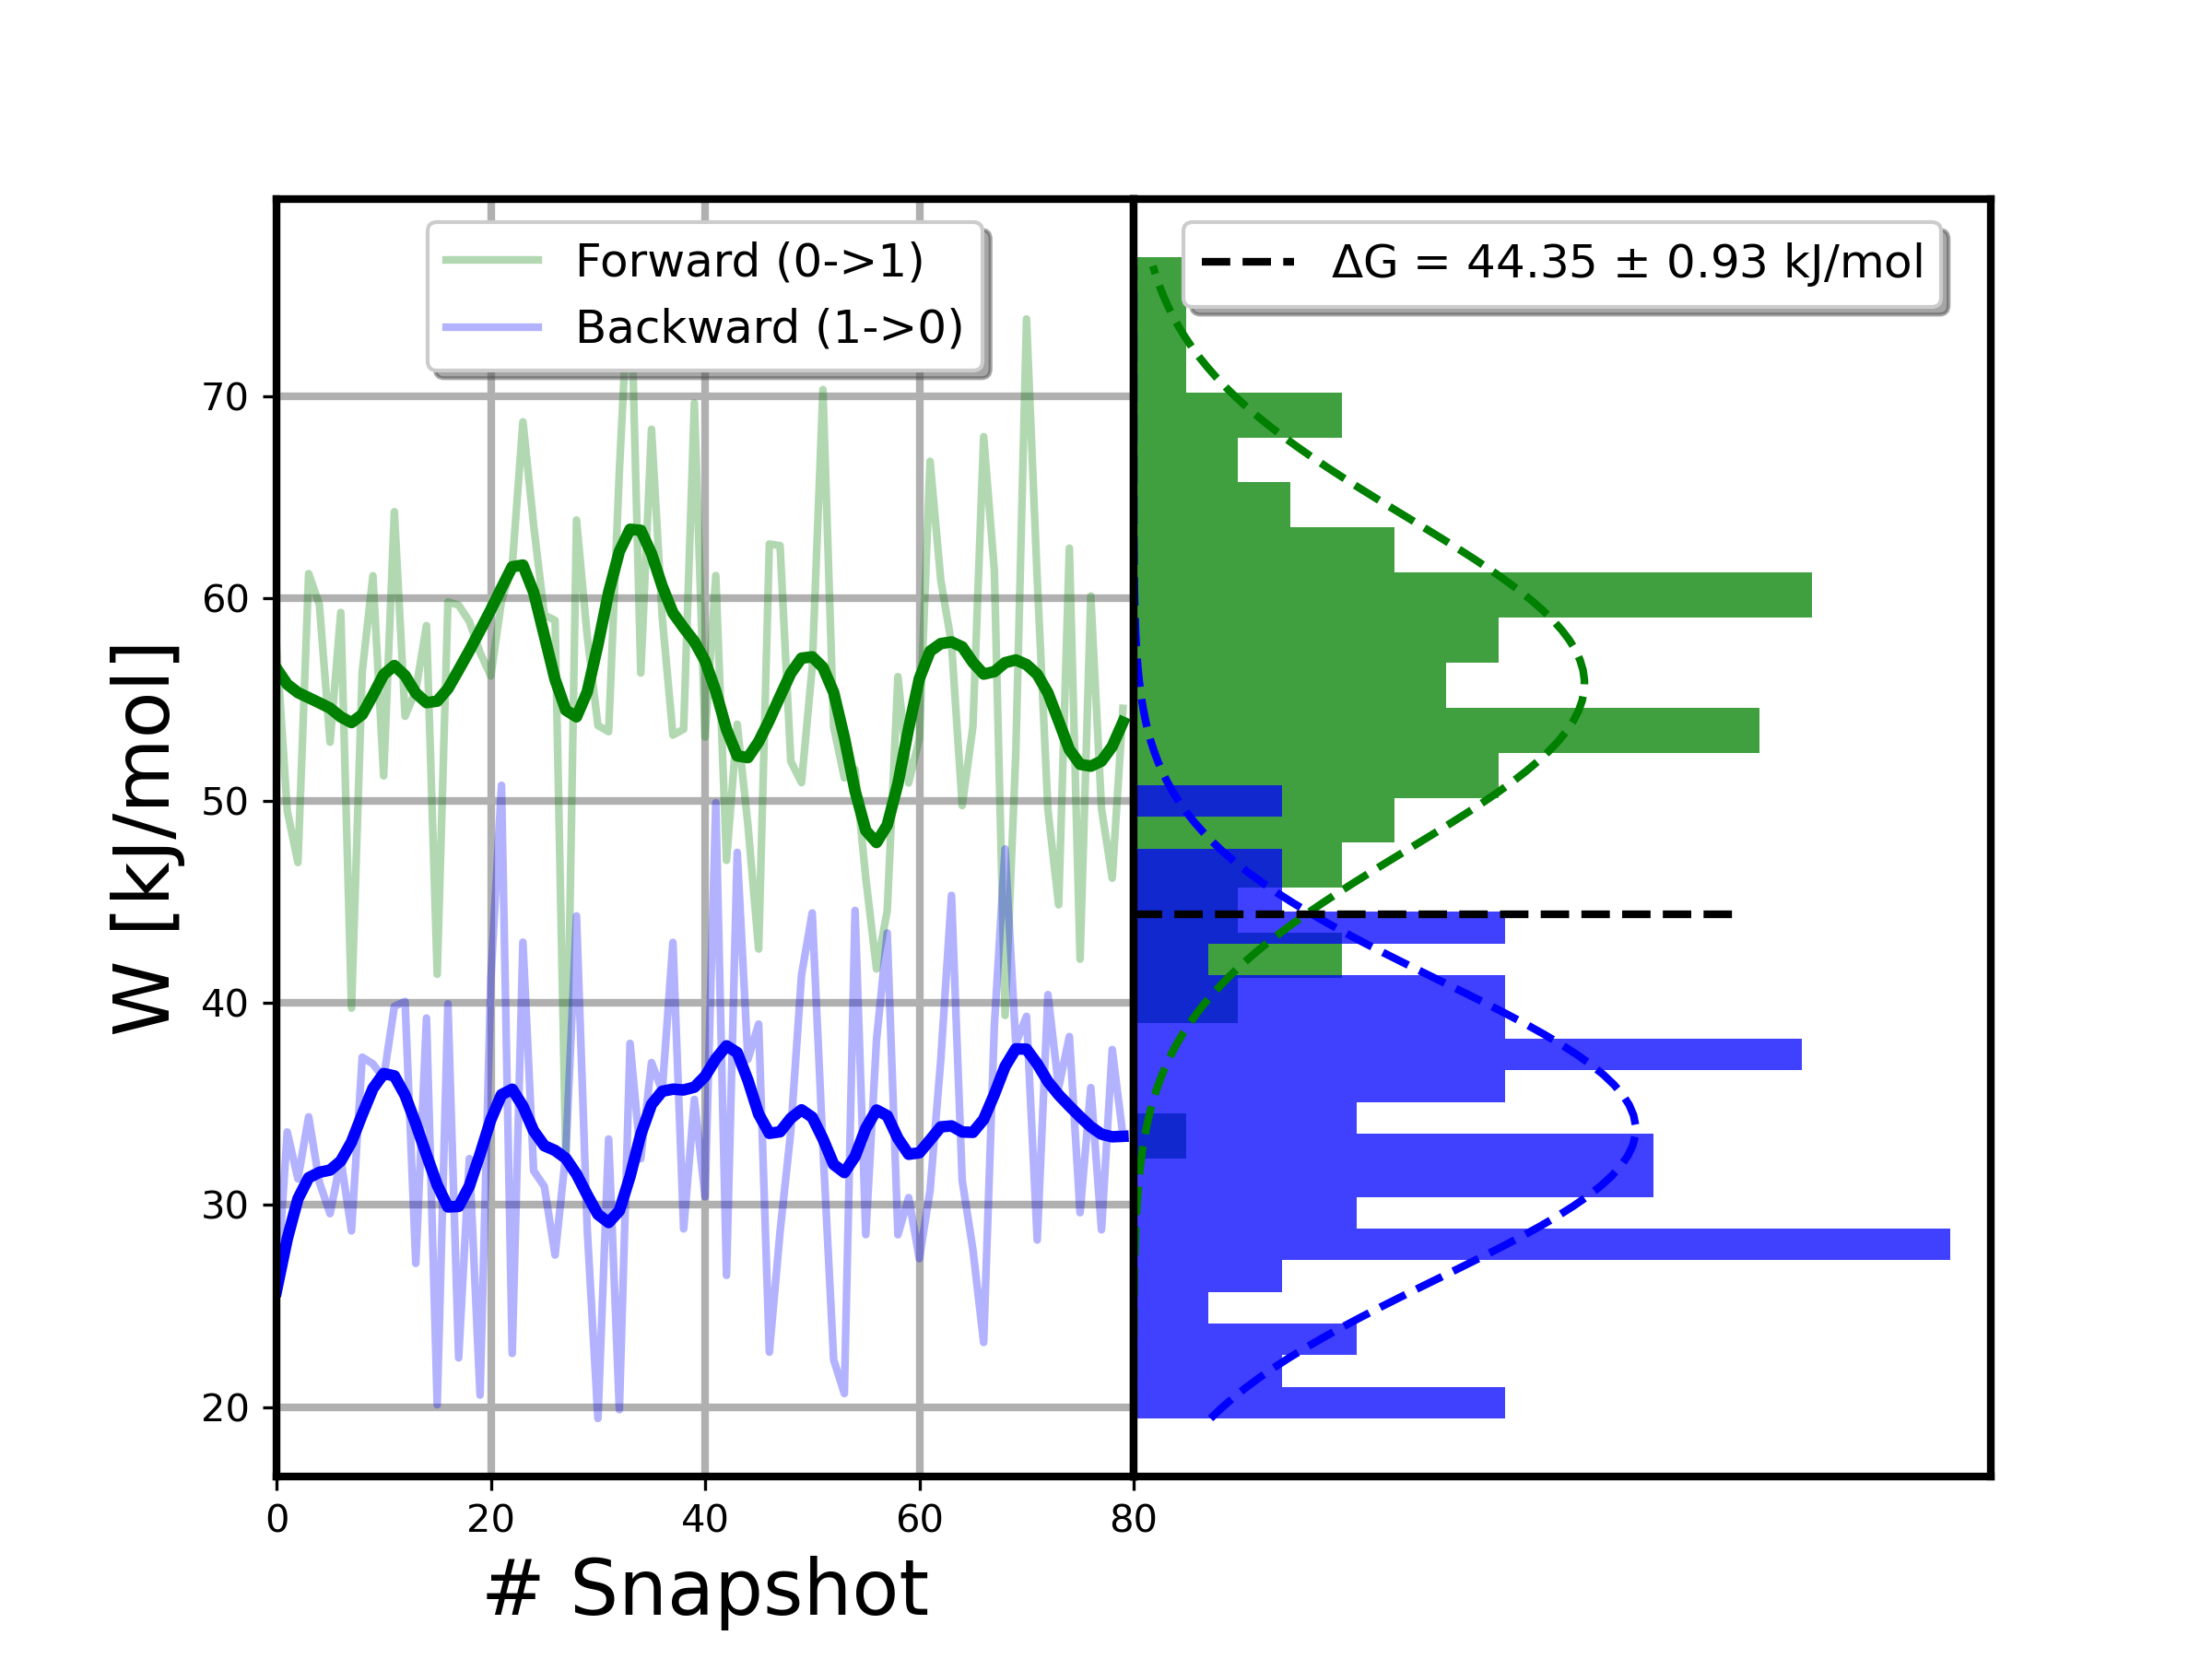 Forward (0->1)
Backward (1->0)
ΔG = 44.35 ± 0.93 kJ/mol
W [kJ/mol]
70
60
50
40
30
20
0 20 40 60 80
# Snapshot